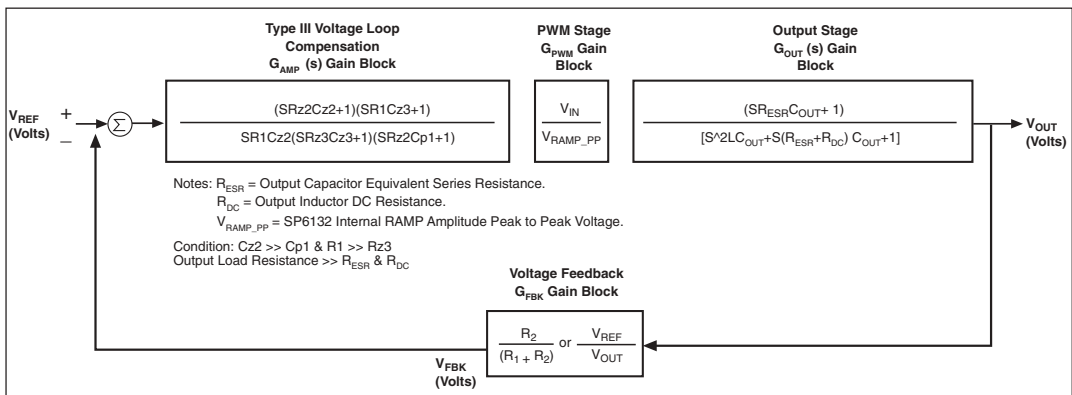 Type III Voltage Loop
Compensation
G_AMP (s) Gain Block
PWM Stage
G_PWM Gain
Block
Output Stage
G_OUT (s) Gain
Block
V_REF
(Volts)
+
−
Σ
(SRz2Cz2+1)(SR1Cz3+1)
SR1Cz2(SRz3Cz3+1)(SRz2Cp1+1)
V_IN
V_RAMP_PP
(SR_ESRC_OUT+ 1)
[S^2LC_OUT+S(R_ESR+R_DC) C_OUT+1]
V_OUT
(Volts)
Notes: R_ESR = Output Capacitor Equivalent Series Resistance.
R_DC = Output Inductor DC Resistance.
V_RAMP_PP = SP6132 Internal RAMP Amplitude Peak to Peak Voltage.
Condition: Cz2 >> Cp1 & R1 >> Rz3
Output Load Resistance >> R_ESR & R_DC
Voltage Feedback
G_FBK Gain Block
R_2
(R_1 + R_2)
or
V_REF
V_OUT
V_FBK
(Volts)